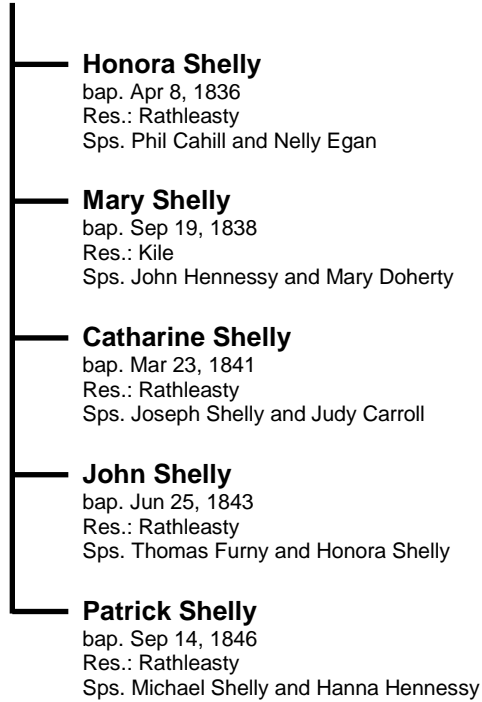 Honora Shelly
bap. Apr 8, 1836
Res.: Rathleasty
Sps. Phil Cahill and Nelly Egan
Mary Shelly
bap. Sep 19, 1838
Res.: Kile
Sps. John Hennessy and Mary Doherty
Catharine Shelly
bap. Mar 23, 1841
Res.: Rathleasty
Sps. Joseph Shelly and Judy Carroll
John Shelly
bap. Jun 25, 1843
Res.: Rathleasty
Sps. Thomas Furny and Honora Shelly
Patrick Shelly
bap. Sep 14, 1846
Res.: Rathleasty
Sps. Michael Shelly and Hanna Hennessy